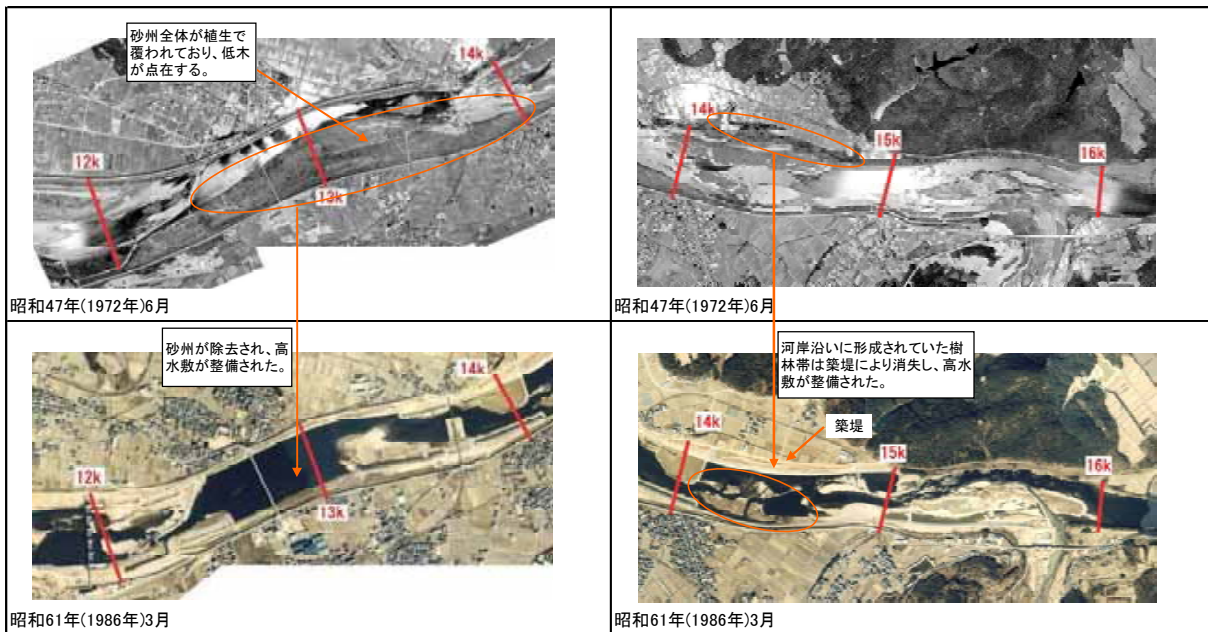 砂州全体が植生で
覆われており、低木
が点在する。
14k
12k
13k
昭和47年(1972年)6月
14k
15k
16k
昭和47年(1972年)6月
砂州が除去され、高
水敷が整備された。
14k
12k
13k
昭和61年(1986年)3月
河岸沿いに形成されていた樹
林帯は築堤により消失し、高水
敷が整備された。
築堤
14k
15k
16k
昭和61年(1986年)3月